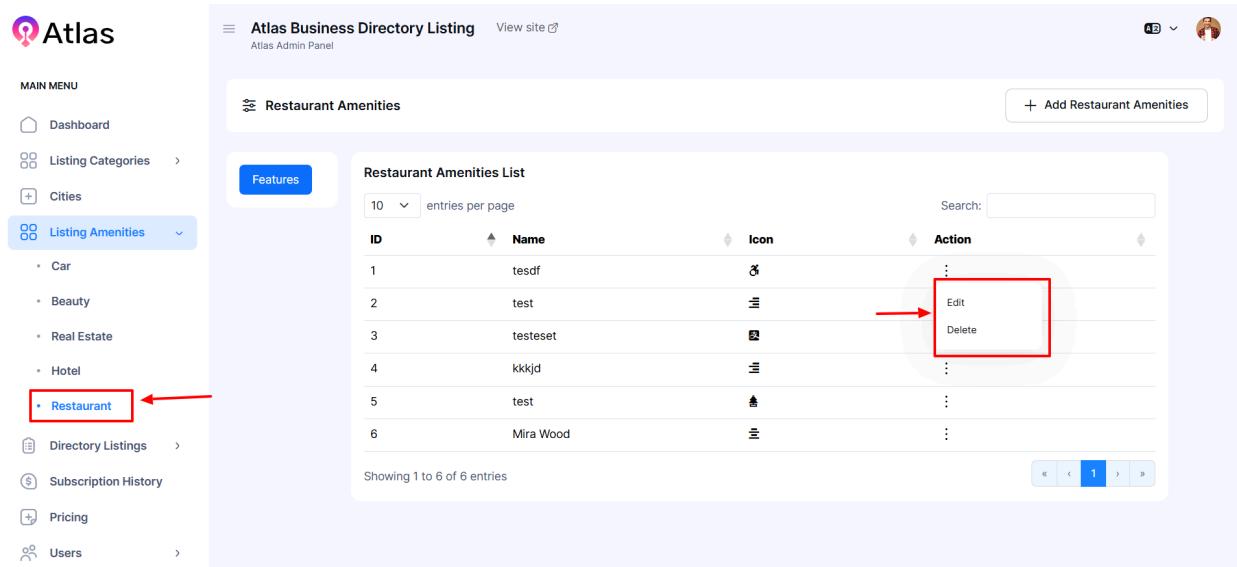 Atlas
Atlas Business Directory Listing View site
Atlas Admin Panel
MAIN MENU
Dashboard
Listing Categories
Cities
Listing Amenities
Car
Beauty
Real Estate
Hotel
Restaurant
Directory Listings
Subscription History
Pricing
Users
Restaurant Amenities
+ Add Restaurant Amenities
Features
Restaurant Amenities List
10 entries per page Search:
ID Name Icon Action
1 tesdf
2 test
3 testeset
4 kkkjd
5 test
6 Mira Wood
Edit
Delete
Showing 1 to 6 of 6 entries
« ‹ 1 › »